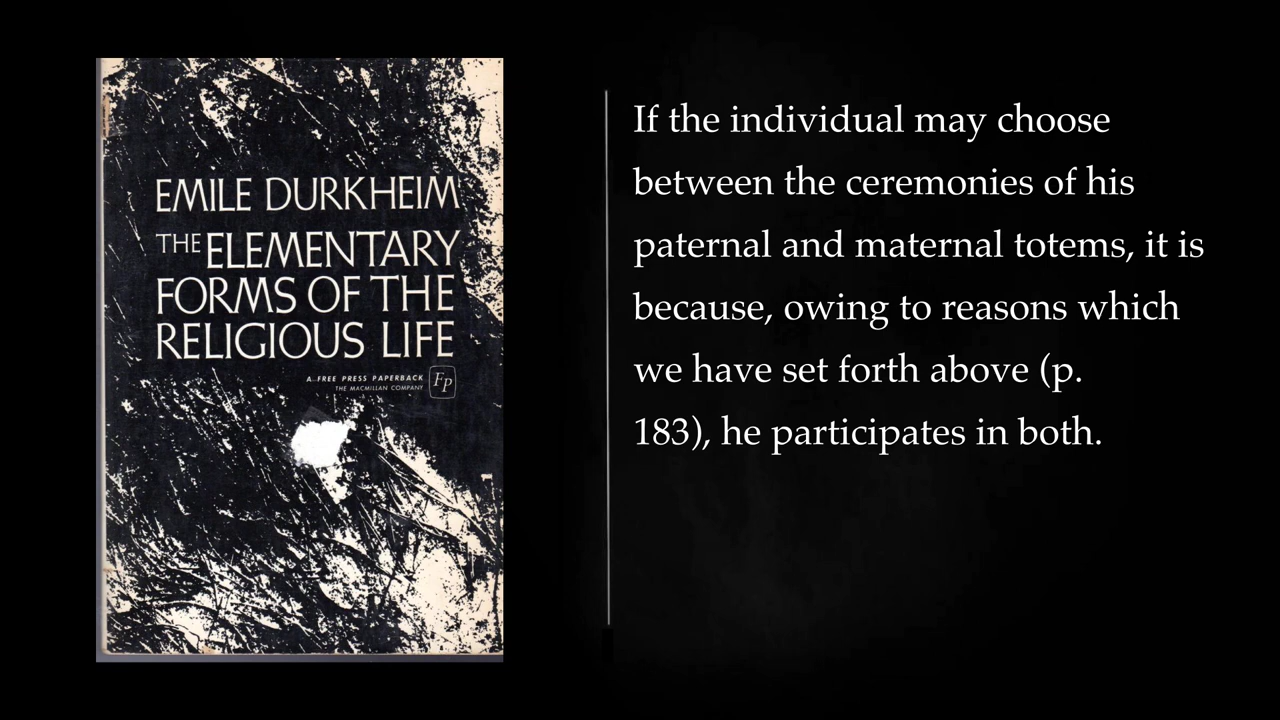 EMILE DURKHEIM
THE ELEMENTARY
FORMS OF THE
RELIGIOUS LIFE
A FREE PRESS PAPERBACK
THE MACMILLAN COMPANY
FP
If the individual may choose
between the ceremonies of his
paternal and maternal totems, it is
because, owing to reasons which
we have set forth above (p.
183), he participates in both.